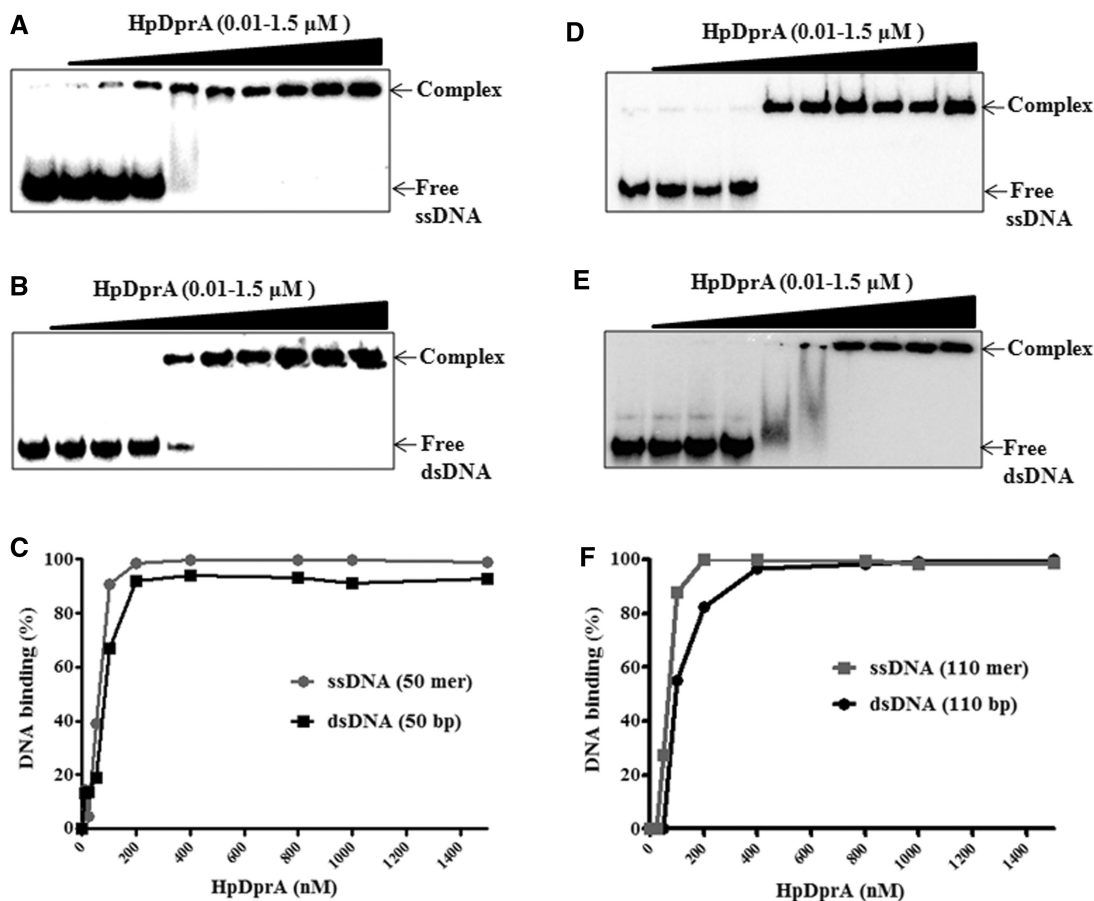 A
HpDprA (0.01-1.5 µM )
Complex
Free
ssDNA
B
HpDprA (0.01-1.5 µM )
Complex
Free
dsDNA
C
100
80
60
40
20
0
DNA binding (%)
ssDNA (50 mer)
dsDNA (50 bp)
0
200
400
600
800
1000
1200
1400
HpDprA (nM)
D
HpDprA (0.01-1.5 µM )
Complex
Free
ssDNA
E
HpDprA (0.01-1.5 µM )
Complex
Free
dsDNA
F
100
80
60
40
20
0
DNA binding (%)
ssDNA (110 mer)
dsDNA (110 bp)
0
200
400
600
800
1000
1200
1400
HpDprA (nM)